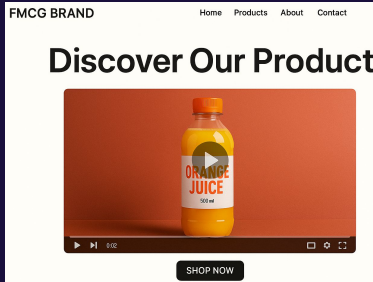 FMCG BRAND
Home Products About Contact
Discover Our Product
ORANGE
JUICE
500 ml
0:02
SHOP NOW